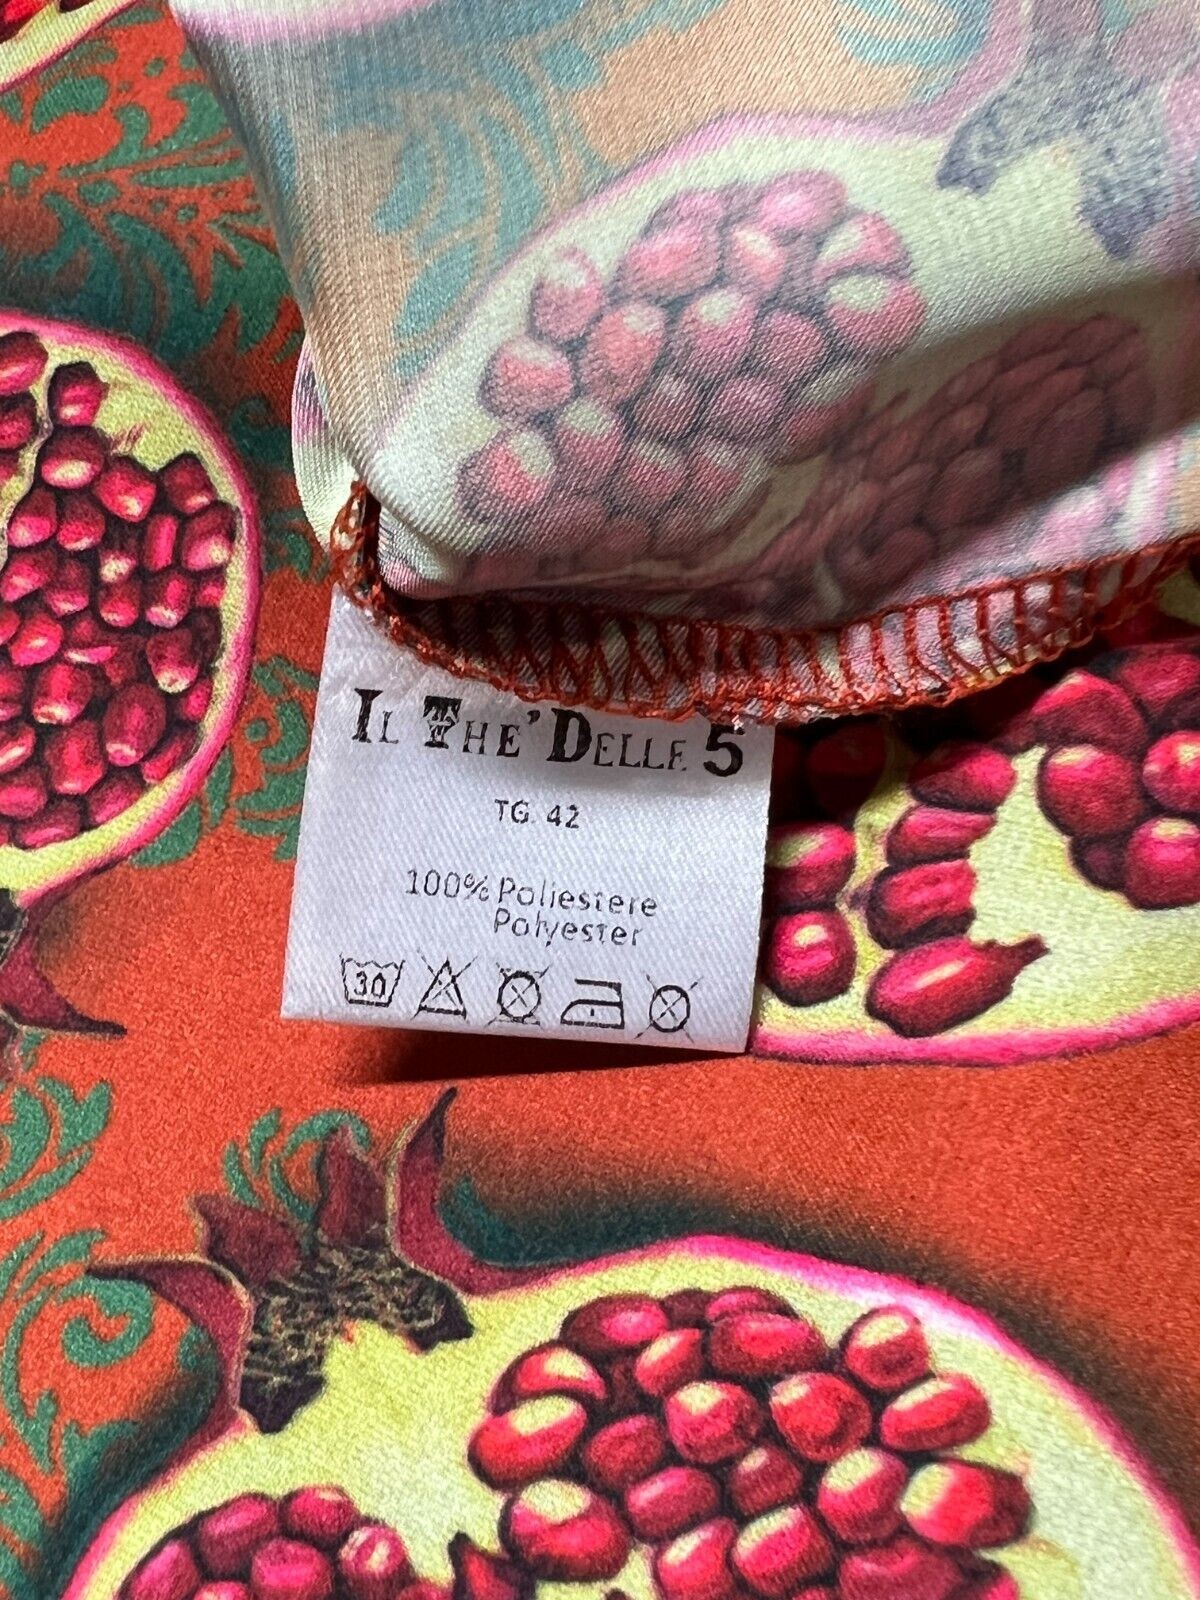 IL THE' DELLE 5
TG. 42
100% Poliestere
Polyester
30